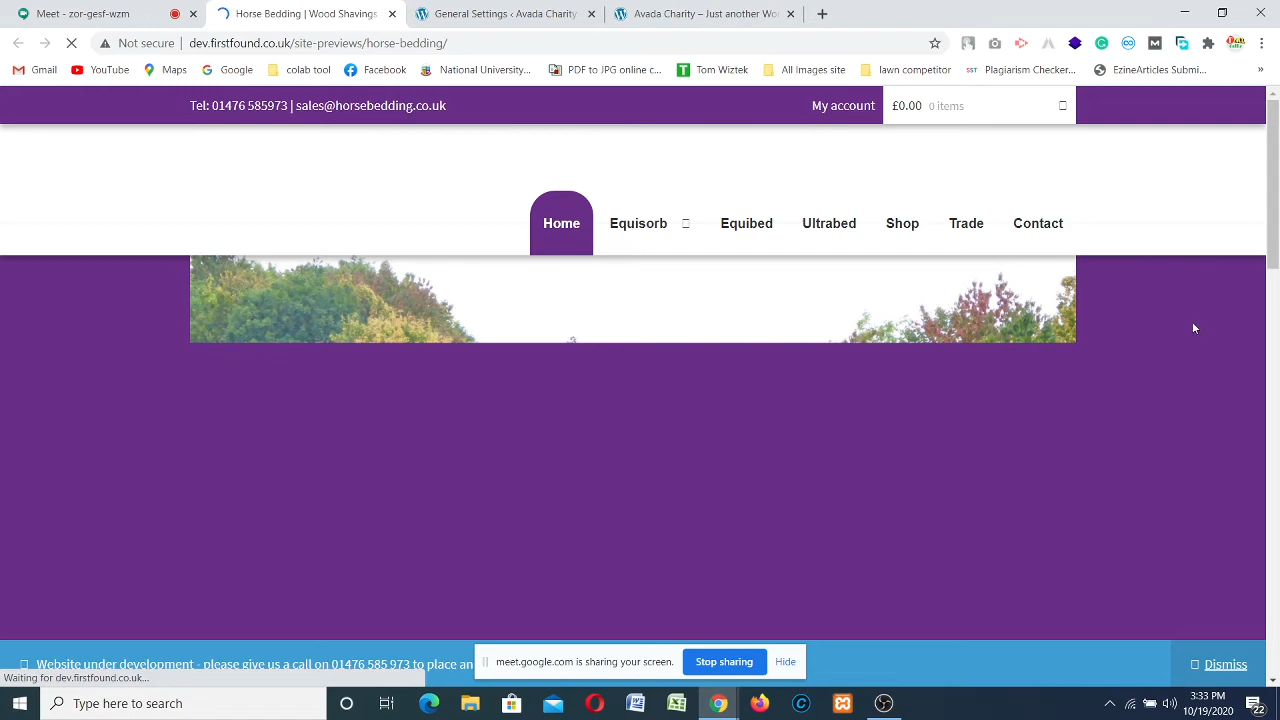 Meet - zor-gesf-wzm
Horse Bedding | Wood Shavings
General Settings ‹ Avada Charity
Avada Charity – Just another Wo
Not secure | dev.firstfound.co.uk/site-previews/horse-bedding/
Gmail YouTube Maps Google colab tool Facebook National University... PDF to JPG online c... Tom Wiztek All Images site lawn competitor Plagiarism Checker... EzineArticles Submi... »
Tel: 01476 585973 | sales@horsebedding.co.uk
My account
£0.00 0 items
Home Equisorb Equibed Ultrabed Shop Trade Contact
Website under development - please give us a call on 01476 585 973 to place an
meet.google.com is sharing your screen. Stop sharing Hide
Dismiss
Waiting for dev.firstfound.co.uk...
Type here to search
3:33 PM
10/19/2020
22